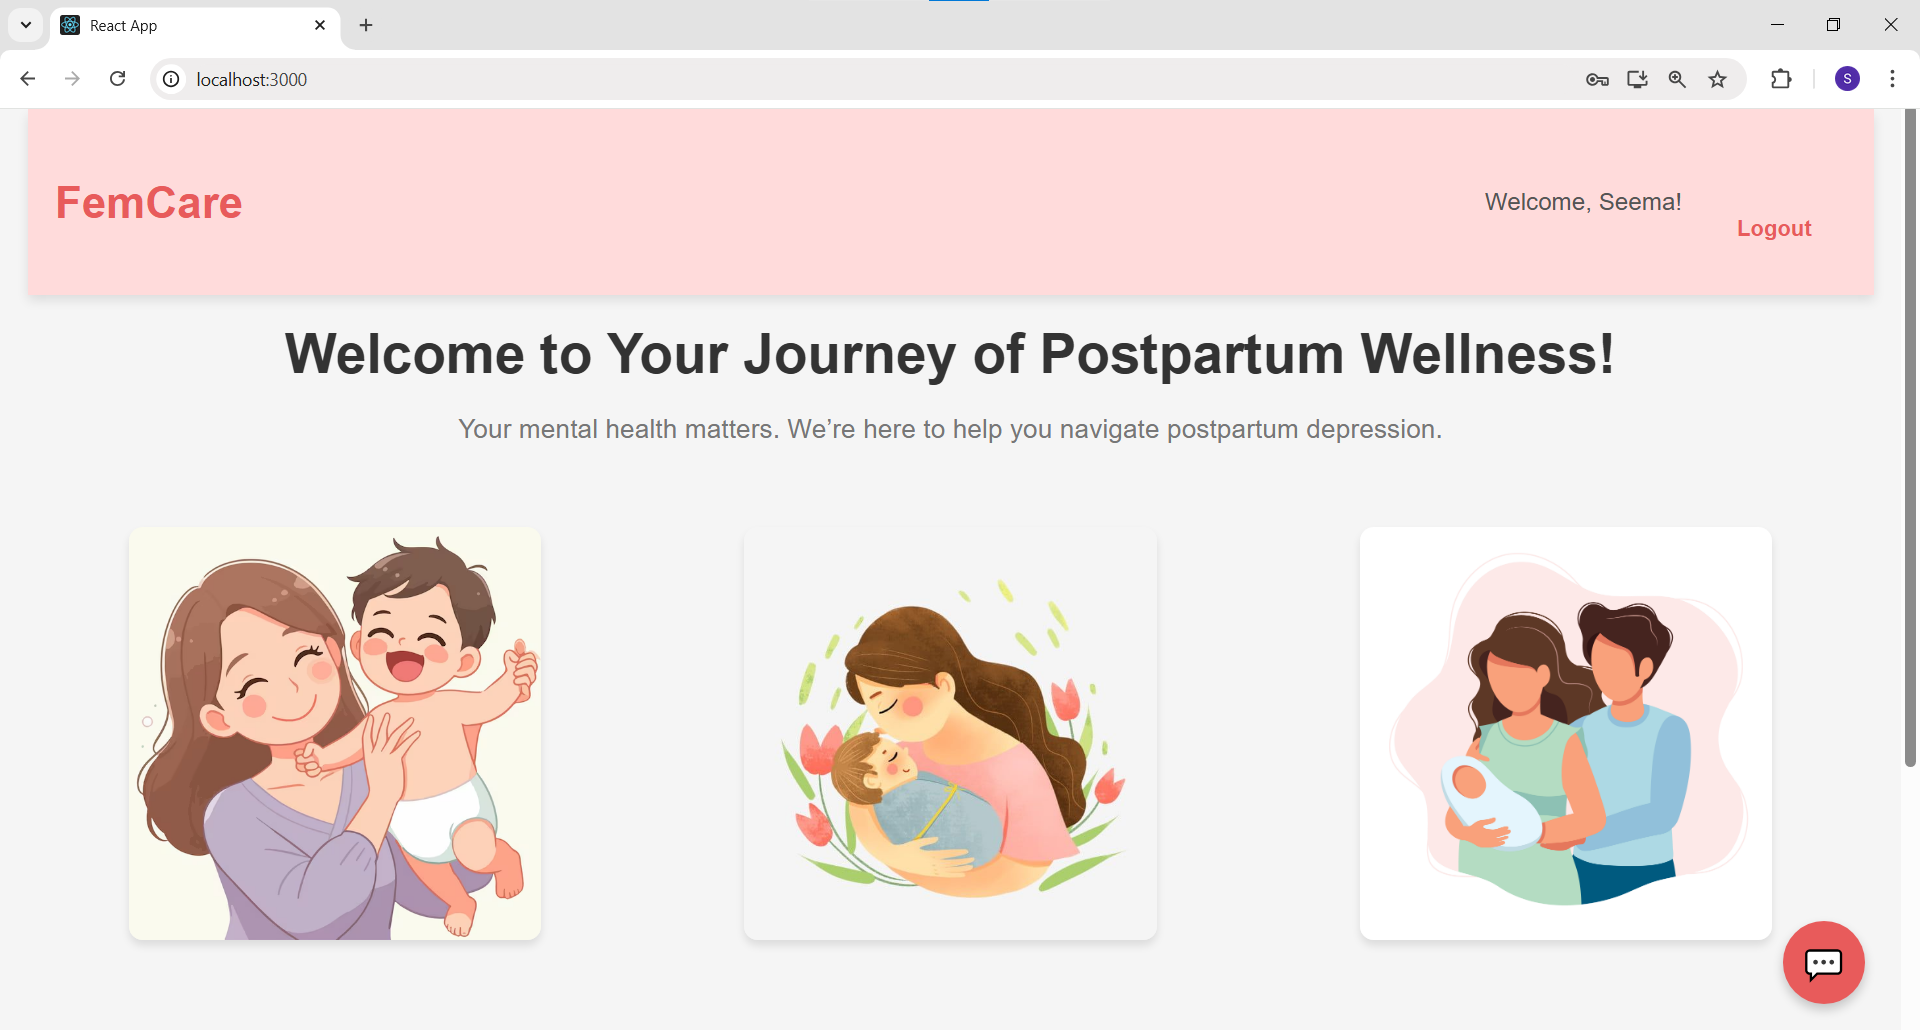 React App
localhost:3000
S
FemCare
Welcome, Seema!
Logout
Welcome to Your Journey of Postpartum Wellness!
Your mental health matters. We’re here to help you navigate postpartum depression.